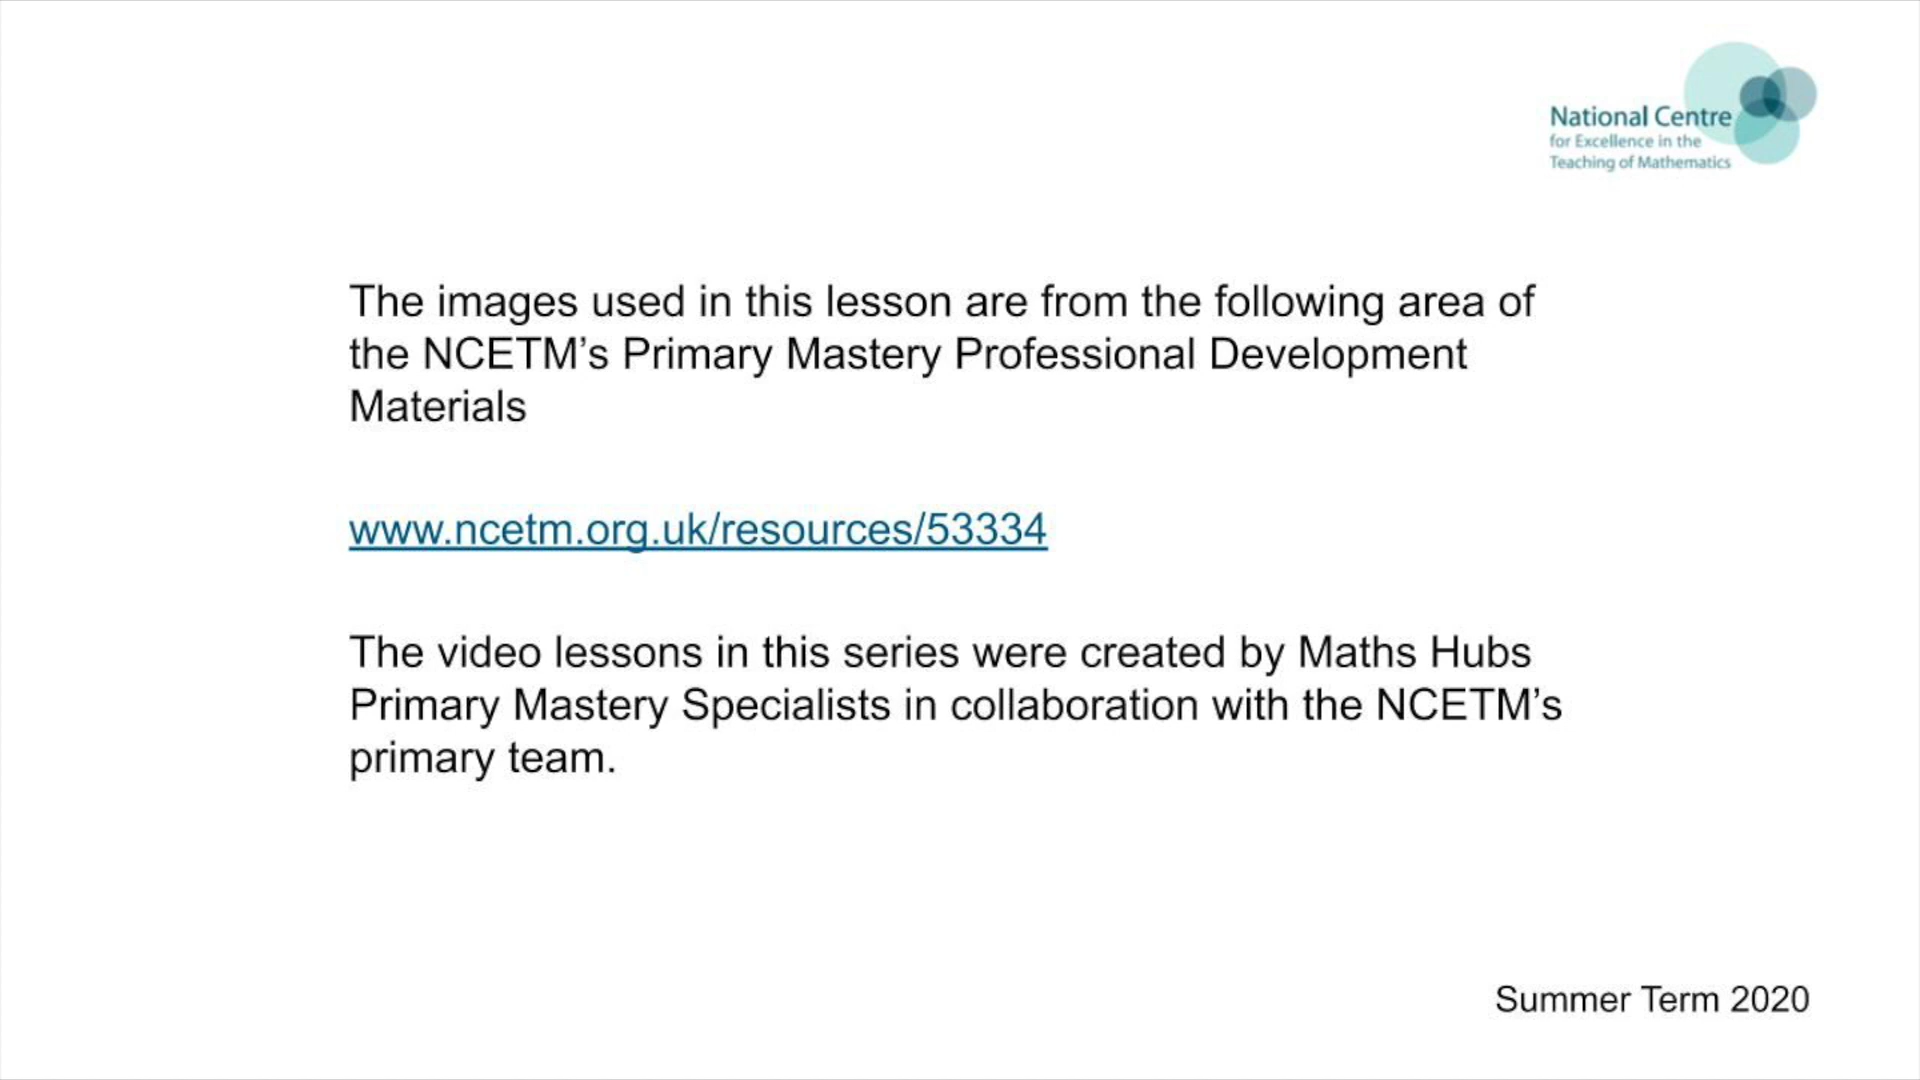 National Centre
for Excellence in the
Teaching of Mathematics
The images used in this lesson are from the following area of
the NCETM’s Primary Mastery Professional Development
Materials
www.ncetm.org.uk/resources/53334
The video lessons in this series were created by Maths Hubs
Primary Mastery Specialists in collaboration with the NCETM’s
primary team.
Summer Term 2020